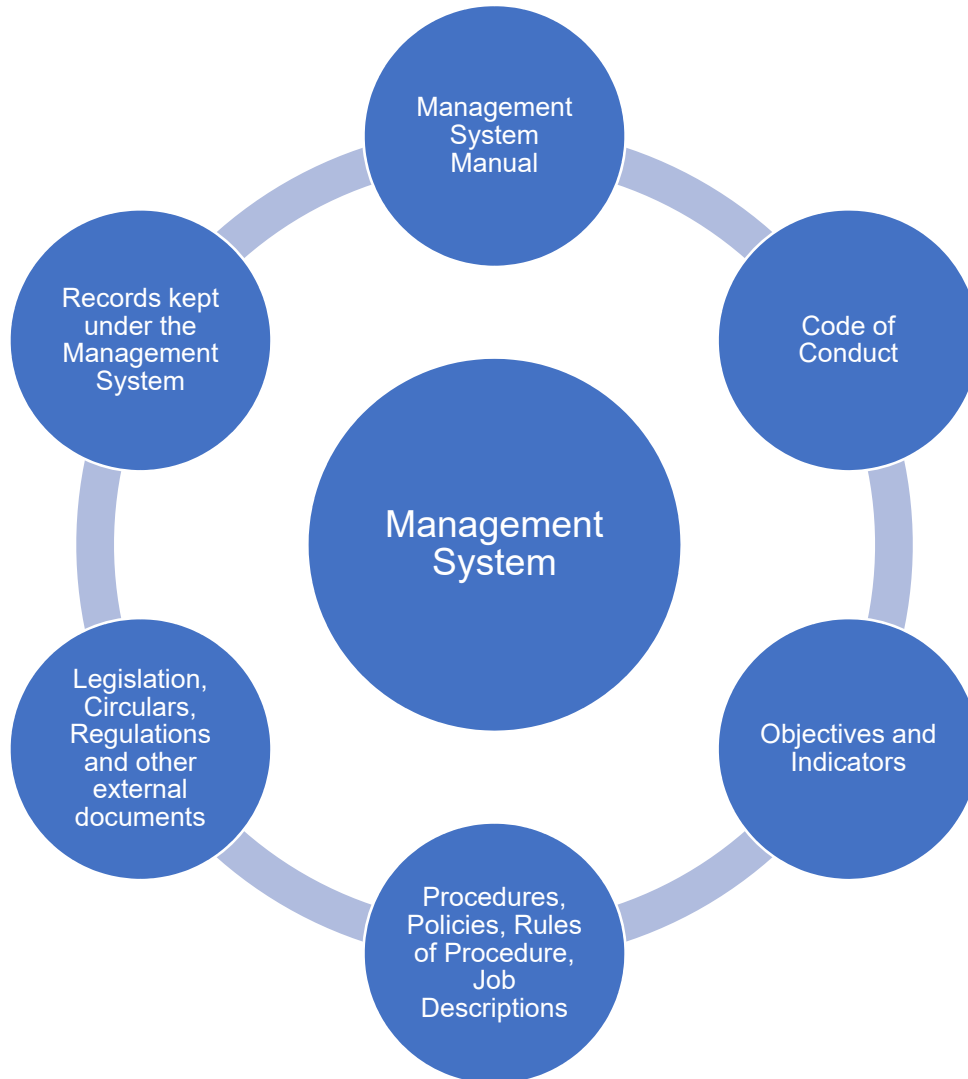 Management
System
Manual
Code of
Conduct
Objectives and
Indicators
Procedures,
Policies, Rules
of Procedure,
Job
Descriptions
Legislation,
Circulars,
Regulations
and other
external
documents
Records kept
under the
Management
System
Management
System